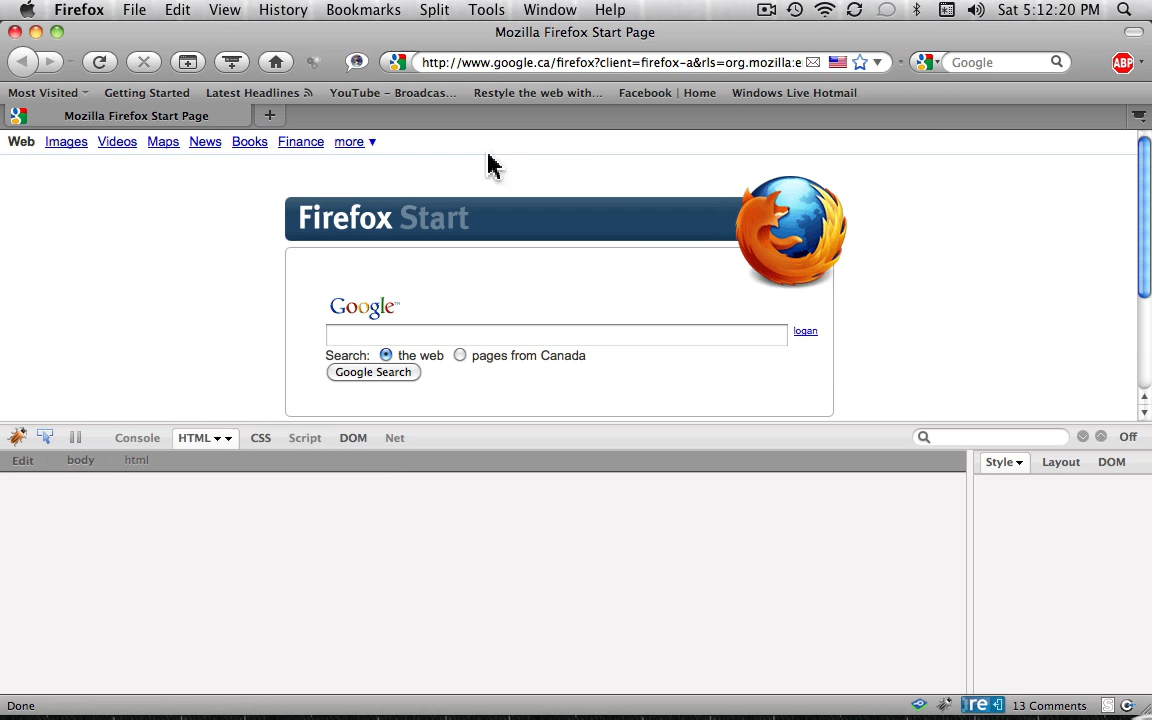 Firefox File Edit View History Bookmarks Split Tools Window Help Sat 5:12:20 PM
Mozilla Firefox Start Page
http://www.google.ca/firefox?client=firefox-a&rls=org.mozilla:e Google ABP
Most Visited Getting Started Latest Headlines YouTube – Broadcas... Restyle the web with... Facebook | Home Windows Live Hotmail
Mozilla Firefox Start Page +
Web Images Videos Maps News Books Finance more ▼
Firefox Start
Google™
logan
Search: the web pages from Canada
Google Search
Console HTML CSS Script DOM Net Off
Edit body html Style Layout DOM
Done re 13 Comments S